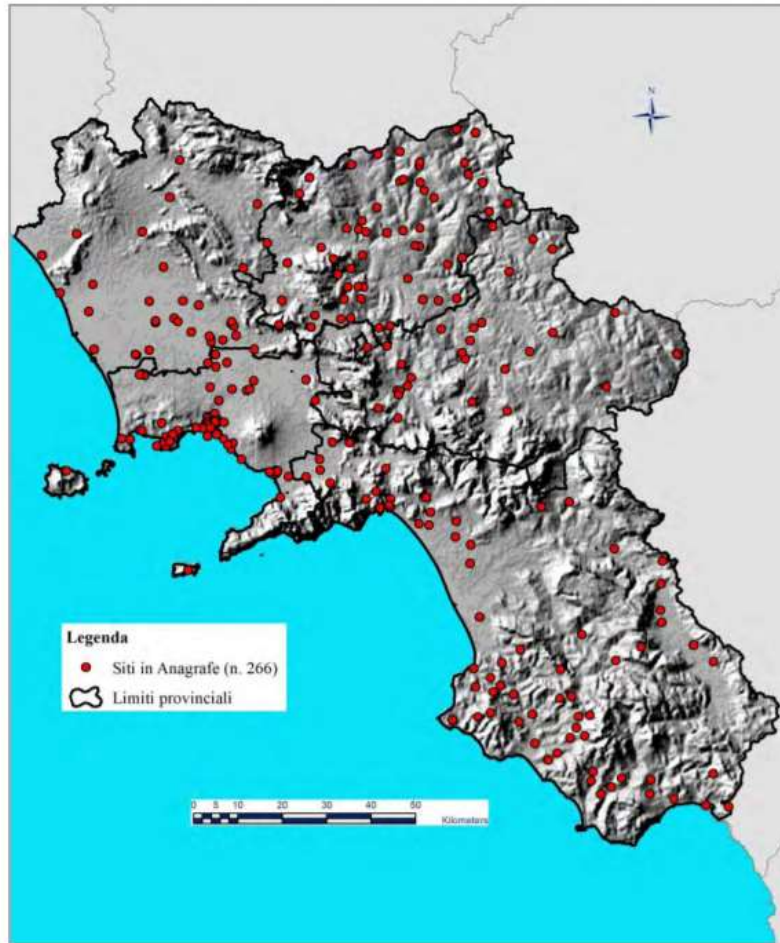 N
Legenda
Siti in Anagrafe (n. 266)
Limiti provinciali
0 5 10 20 30 40 50
Kilometers